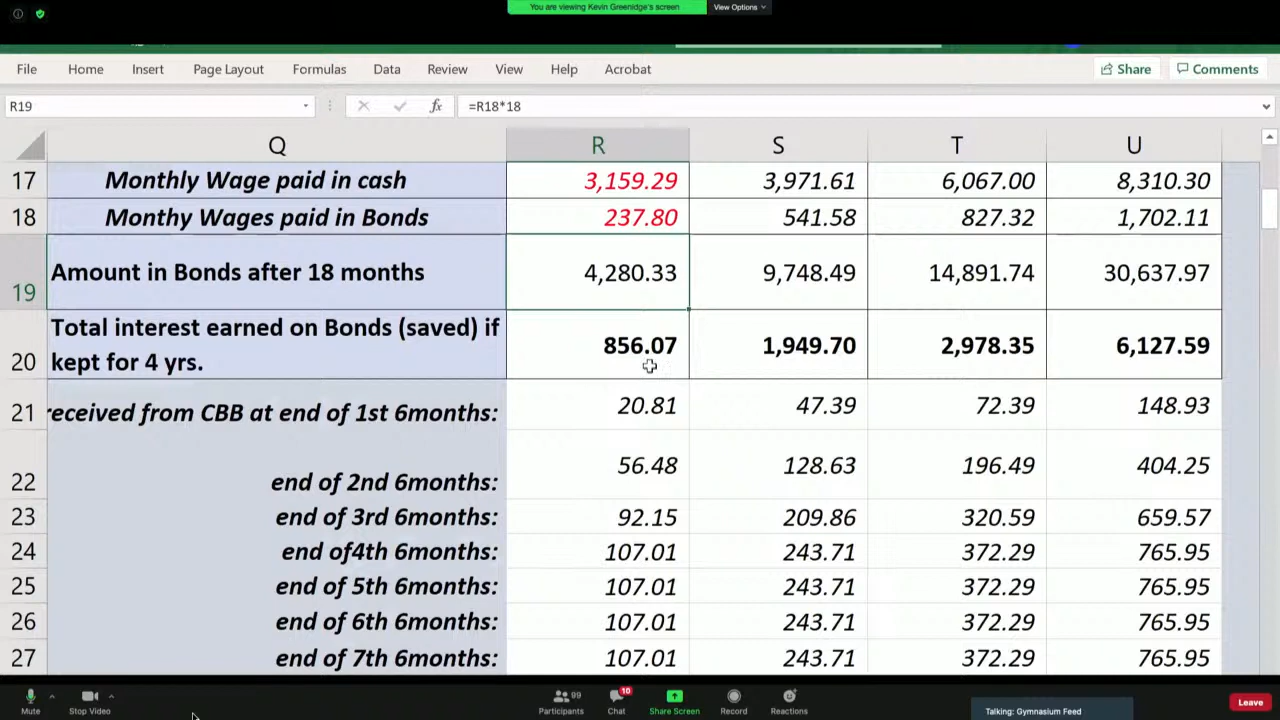 You are viewing Kevin Greenidge's screen View Options
File Home Insert Page Layout Formulas Data Review View Help Acrobat Share Comments
R19 fx =R18*18
Q R S T U
17 Monthly Wage paid in cash 3,159.29 3,971.61 6,067.00 8,310.30
18 Monthy Wages paid in Bonds 237.80 541.58 827.32 1,702.11
19 Amount in Bonds after 18 months 4,280.33 9,748.49 14,891.74 30,637.97
Total interest earned on Bonds (saved) if
20 kept for 4 yrs. 856.07 1,949.70 2,978.35 6,127.59
21 received from CBB at end of 1st 6months: 20.81 47.39 72.39 148.93
22 end of 2nd 6months: 56.48 128.63 196.49 404.25
23 end of 3rd 6months: 92.15 209.86 320.59 659.57
24 end of4th 6months: 107.01 243.71 372.29 765.95
25 end of 5th 6months: 107.01 243.71 372.29 765.95
26 end of 6th 6months: 107.01 243.71 372.29 765.95
27 end of 7th 6months: 107.01 243.71 372.29 765.95
99 10
Mute Stop Video Participants Chat Share Screen Record Reactions Talking: Gymnasium Feed Leave